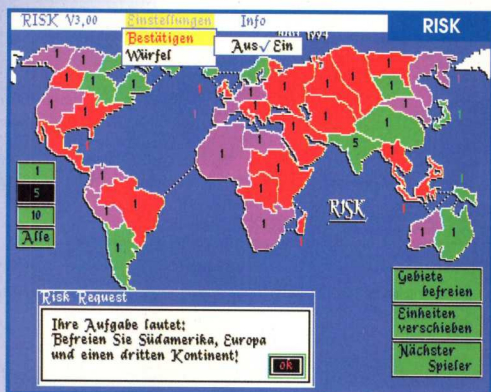 RISK V3,00 Einstellungen Info
RISK
1994
Bestätigen
Aus√Ein
Würfel
1
5
10
Alle
RISK
Gebiete
befreien
Einheiten
verschieben
Nächster
Spieler
Risk Request
Ihre Aufgabe lautet:
Befreien Sie Südamerika, Europa
und einen dritten Kontinent!
ok